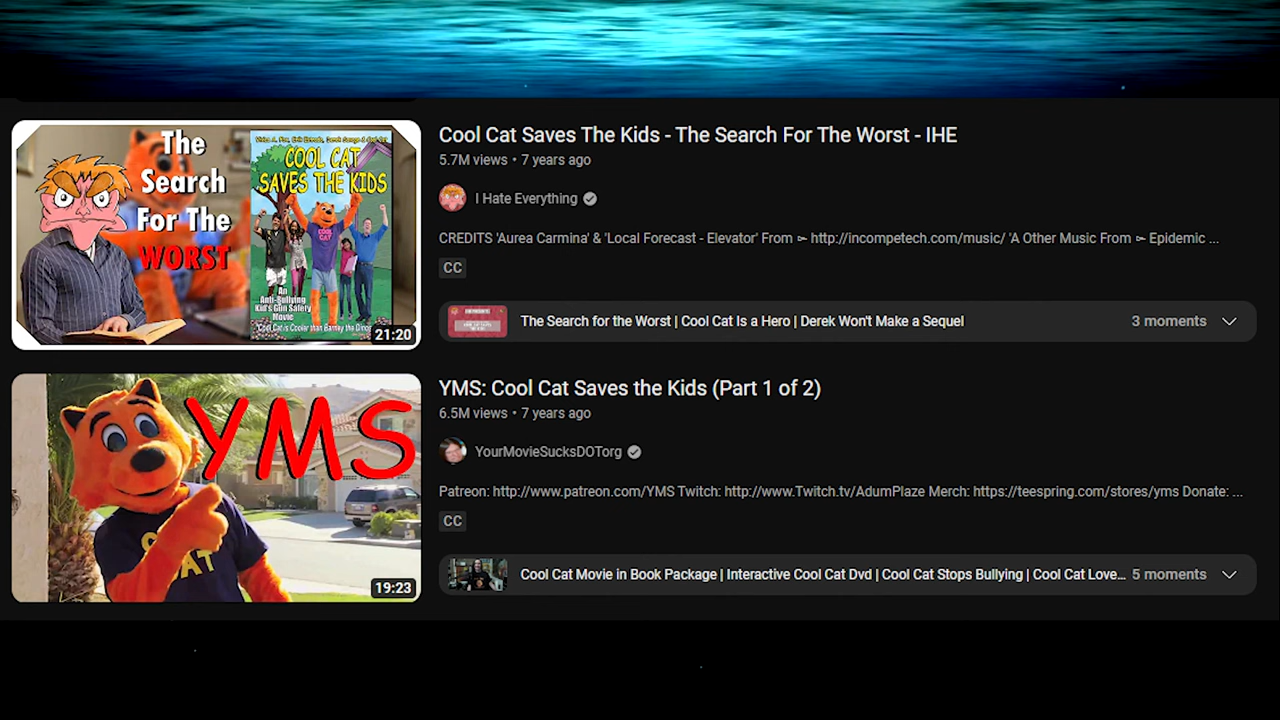 The
Search
For The
WORST
COOL CAT
SAVES THE KIDS
COOL
CAT
An
Anti-Bullying
Kid's Gun Safety
Movie
21:20
Cool Cat Saves The Kids - The Search For The Worst - IHE
5.7M views • 7 years ago
I Hate Everything
CREDITS 'Aurea Carmina' & 'Local Forecast - Elevator' From ➳ http://incompetech.com/music/ 'A Other Music From ➳ Epidemic ...
CC
The Search for the Worst | Cool Cat Is a Hero | Derek Won't Make a Sequel
3 moments
YMS
19:23
YMS: Cool Cat Saves the Kids (Part 1 of 2)
6.5M views • 7 years ago
YourMovieSucksDOTorg
Patreon: http://www.patreon.com/YMS Twitch: http://www.Twitch.tv/AdumPlaze Merch: https://teespring.com/stores/yms Donate: ...
CC
Cool Cat Movie in Book Package | Interactive Cool Cat Dvd | Cool Cat Stops Bullying | Cool Cat Love...
5 moments